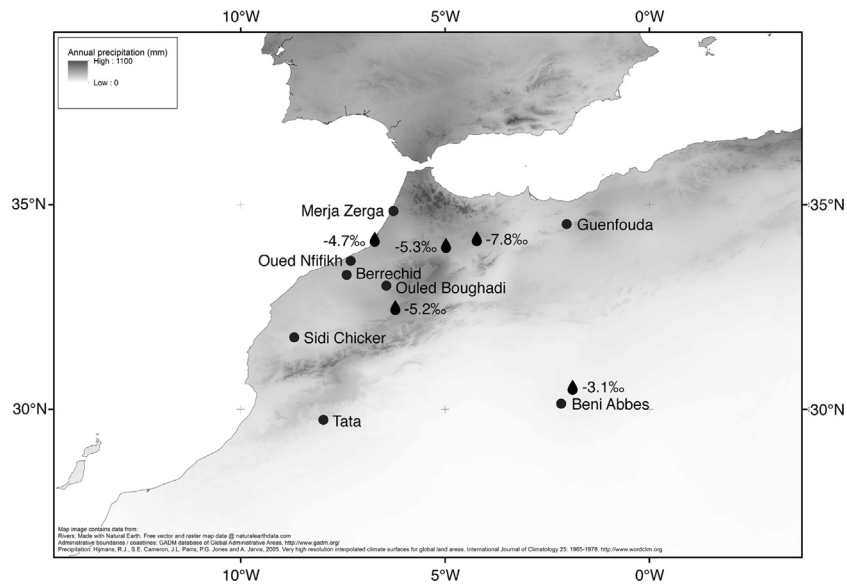 10°W 5°W 0°W
Annual precipitation (mm)
High : 1100
Low : 0
35°N 35°N
Merja Zerga
Guenfouda
-4.7‰ -5.3‰ -7.8‰
Oued Nfifikh
Berrechid
Ouled Boughadi
-5.2‰
Sidi Chicker
-3.1‰
Beni Abbes
30°N 30°N
Tata
Map image contains data from:
Rivers: Made with Natural Earth. Free vector and raster map data @ naturalearthdata.com
Administrative boundaries / coastlines: GADM database of Global Administrative Areas, http://www.gadm.org/
Precipitation: Hijmans, R.J., S.E. Cameron, J.L. Parra, P.G. Jones and A. Jarvis, 2005. Very high resolution interpolated climate surfaces for global land areas. International Journal of Climatology 25: 1965-1978. http://www.wordclim.org
10°W 5°W 0°W